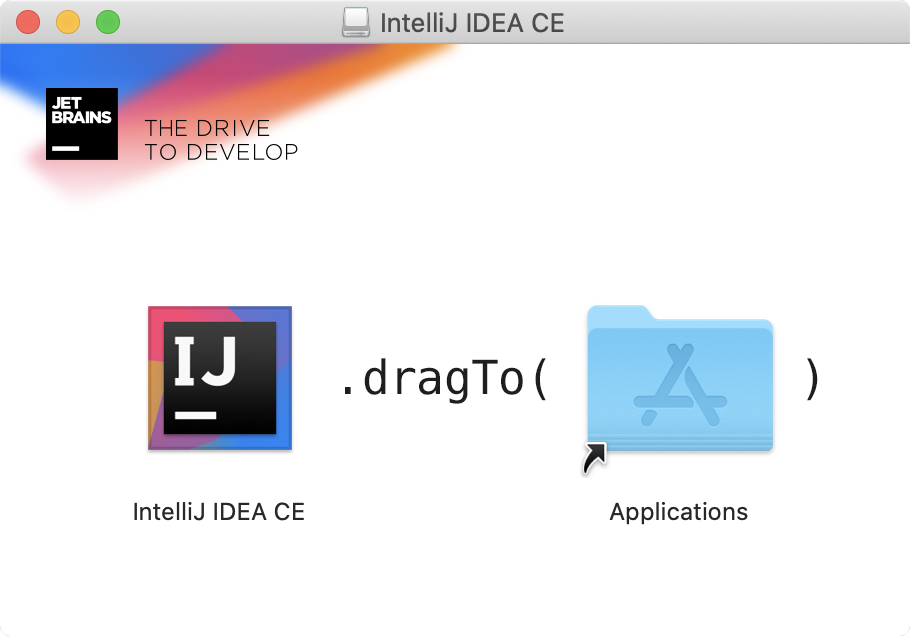 IntelliJ IDEA CE
JET
BRAINS
THE DRIVE
TO DEVELOP
IJ
.dragTo( )
IntelliJ IDEA CE
Applications